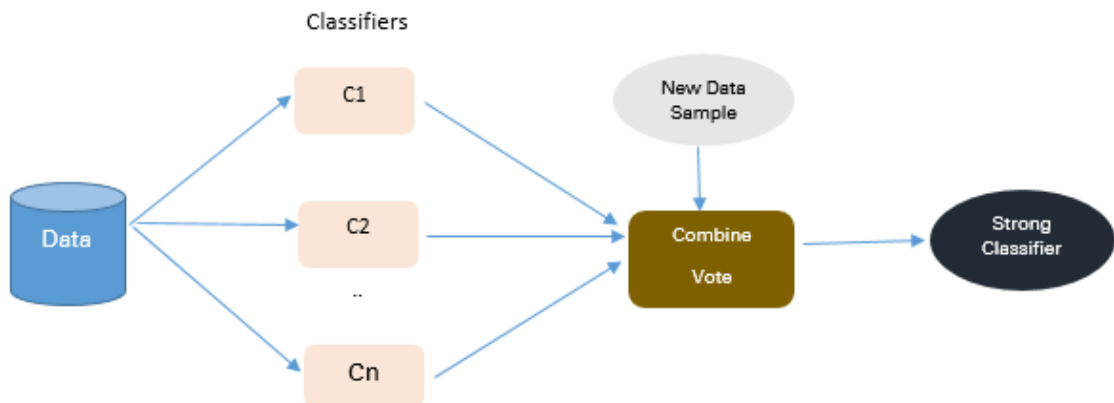 Classifiers
C1
New Data
Sample
Data
C2
..
Combine
Vote
Strong
Classifier
Cn